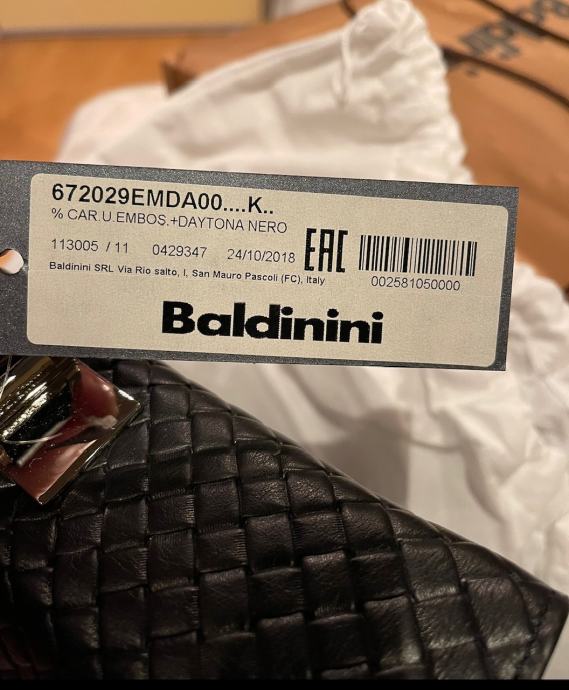 672029EMDA00....K..
% CAR.U.EMBOS.+DAYTONA NERO
113005 / 11 0429347 24/10/2018 EAC
Baldinini SRL Via Rio salto, I, San Mauro Pascoli (FC), Italy
002581050000
Baldinini